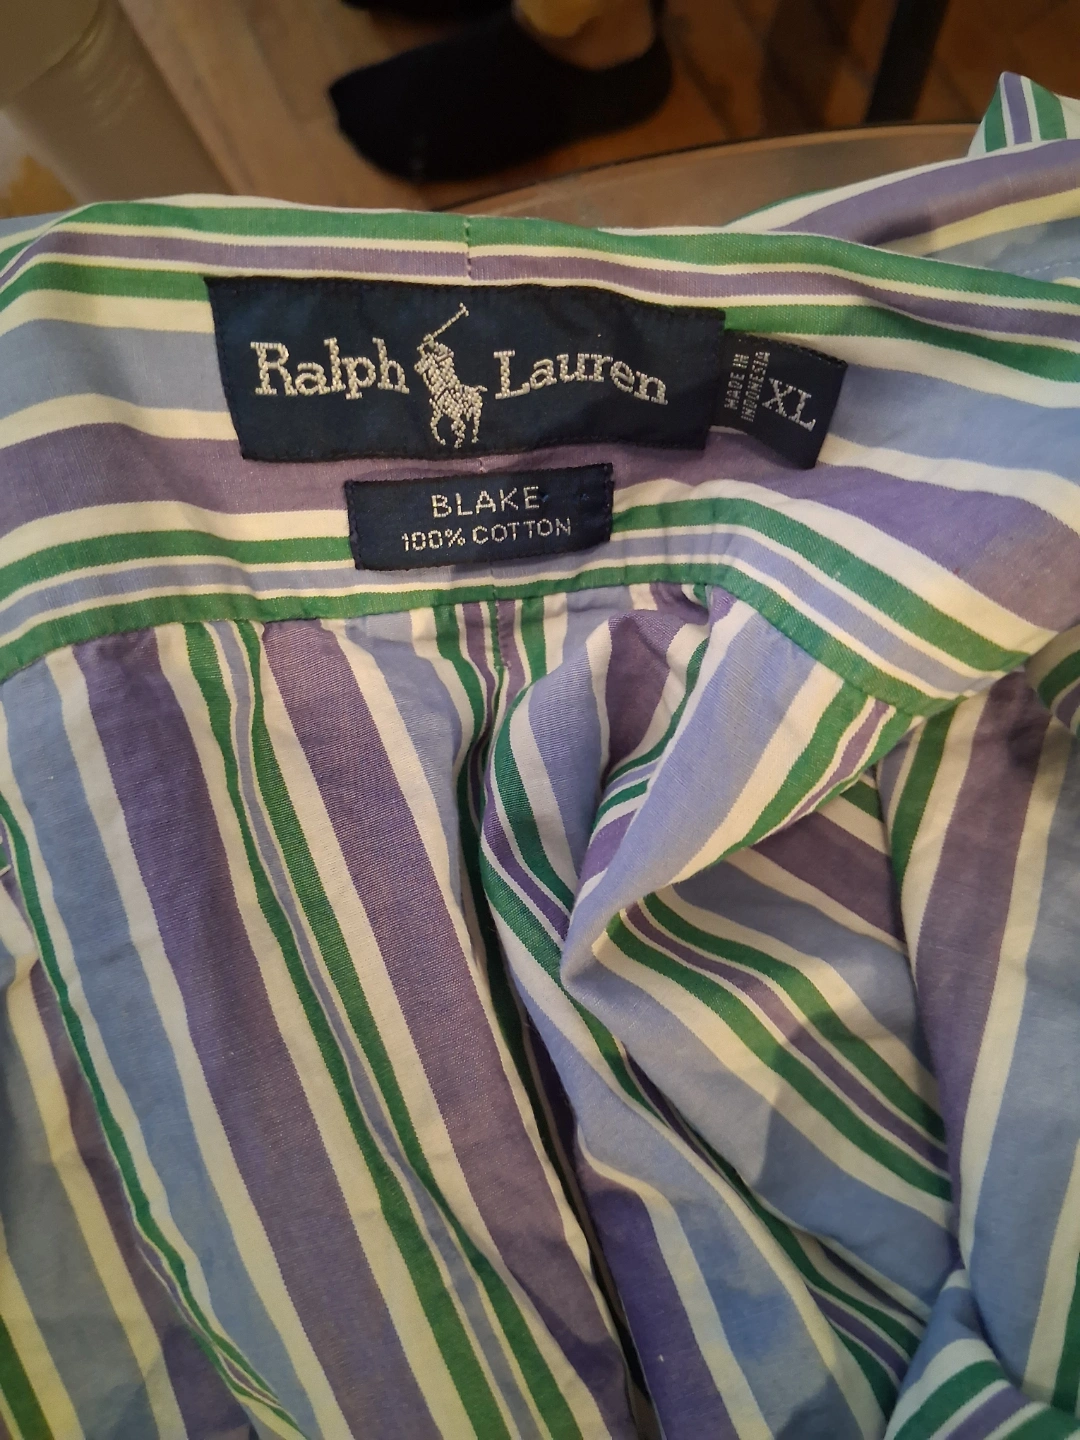 Ralph Lauren
MADE IN
INDONESIA
XL
BLAKE
100% COTTON